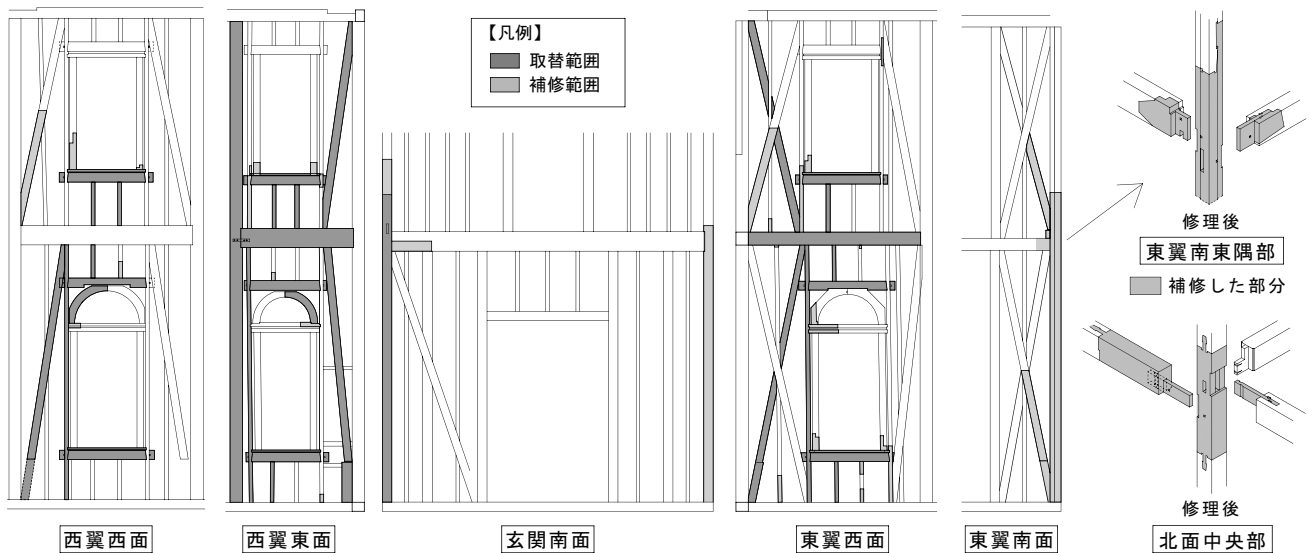 【凡例】
取替範囲
補修範囲
修理後
東翼南東隅部
補修した部分
修理後
西翼西面
西翼東面
玄関南面
東翼西面
東翼南面
北面中央部